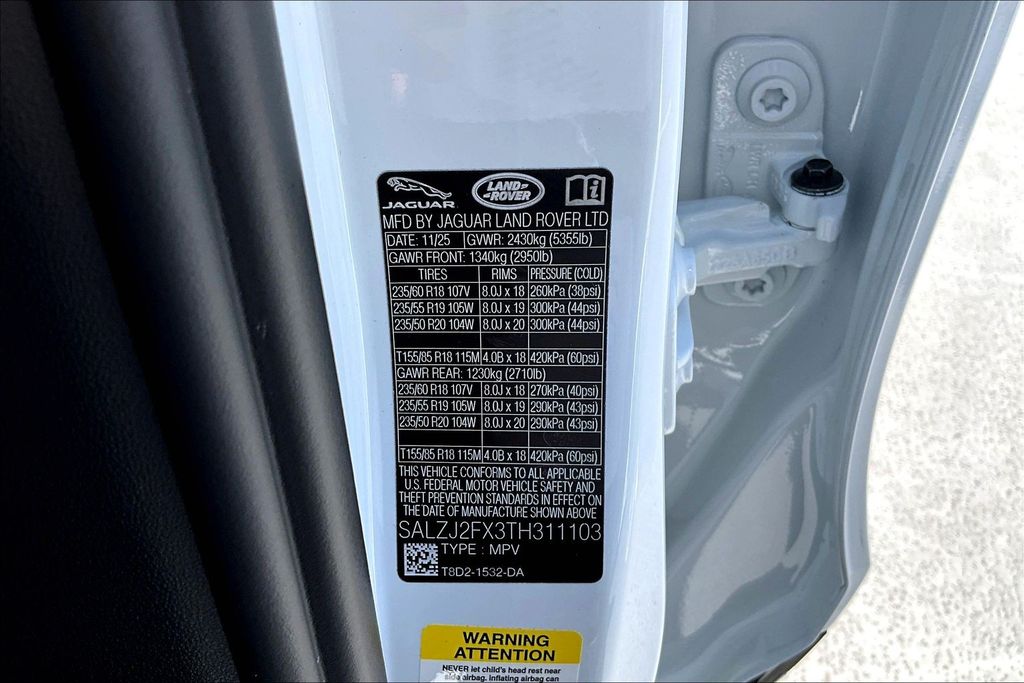 JAGUAR
LAND-
ROVER
MFD BY JAGUAR LAND ROVER LTD
DATE: 11/25 GVWR: 2430kg (5355lb)
GAWR FRONT: 1340kg (2950lb)
TIRES RIMS PRESSURE (COLD)
235/60 R18 107V 8.0J x 18 260kPa (38psi)
235/55 R19 105W 8.0J x 19 300kPa (44psi)
235/50 R20 104W 8.0J x 20 300kPa (44psi)
T155/85 R18 115M 4.0B x 18 420kPa (60psi)
GAWR REAR: 1230kg (2710lb)
235/60 R18 107V 8.0J x 18 270kPa (40psi)
235/55 R19 105W 8.0J x 19 290kPa (43psi)
235/50 R20 104W 8.0J x 20 290kPa (43psi)
T155/85 R18 115M 4.0B x 18 420kPa (60psi)
THIS VEHICLE CONFORMS TO ALL APPLICABLE
U.S. FEDERAL MOTOR VEHICLE SAFETY AND
THEFT PREVENTION STANDARDS IN EFFECT ON
THE DATE OF MANUFACTURE SHOWN ABOVE
SALZJ2FX3TH311103
TYPE : MPV
T8D2-1532-DA
WARNING
ATTENTION
NEVER let child's head rest near
side airbag. Inflating airbag can